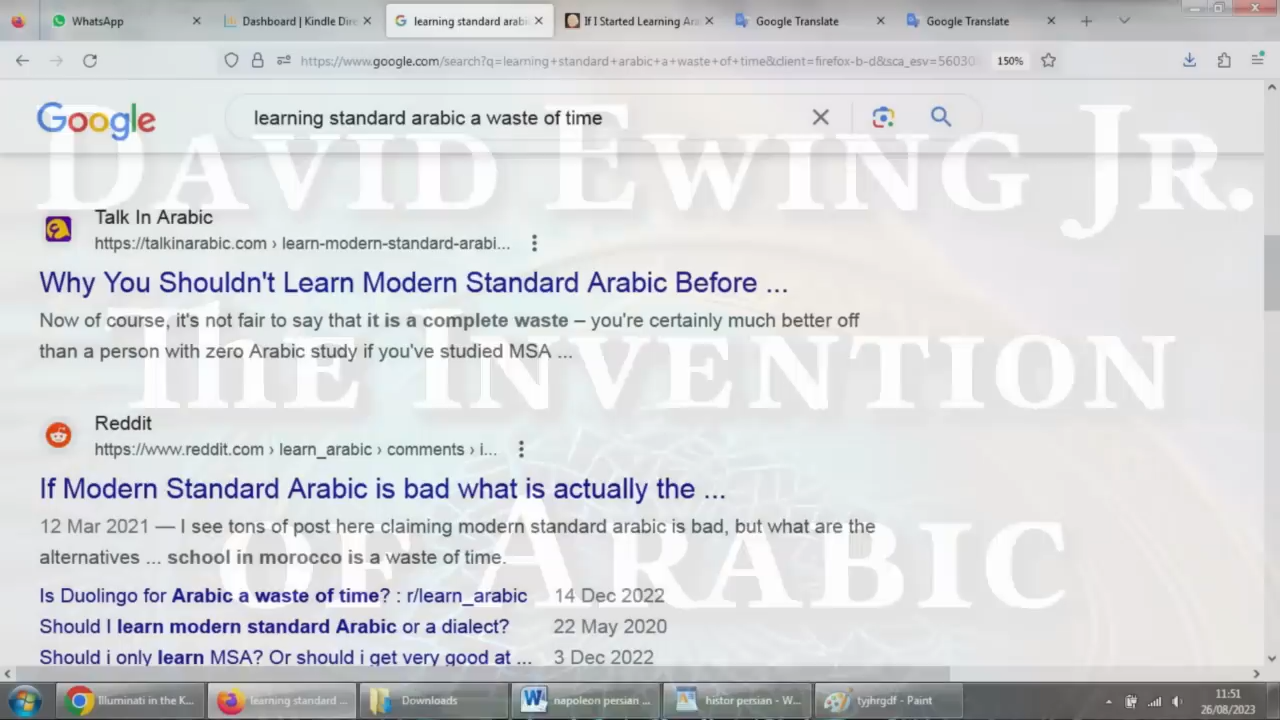 WhatsApp
Dashboard | Kindle Dire
learning standard arabi
If I Started Learning Ara
Google Translate
Google Translate
https://www.google.com/search?q=learning+standard+arabic+a+waste+of+time&client=firefox-b-d&sca_esv=56030
150%
Google
learning standard arabic a waste of time
David Ewing Jr.
Talk In Arabic
https://talkinarabic.com › learn-modern-standard-arabi...
Why You Shouldn't Learn Modern Standard Arabic Before ...
Now of course, it's not fair to say that it is a complete waste – you're certainly much better off
than a person with zero Arabic study if you've studied MSA ...
The Invention
Reddit
https://www.reddit.com › learn_arabic › comments › i...
If Modern Standard Arabic is bad what is actually the ...
12 Mar 2021 — I see tons of post here claiming modern standard arabic is bad, but what are the
alternatives ... school in morocco is a waste of time.
of Arabic
Is Duolingo for Arabic a waste of time? : r/learn_arabic 14 Dec 2022
Should I learn modern standard Arabic or a dialect? 22 May 2020
Should i only learn MSA? Or should i get very good at ... 3 Dec 2022
Illuminati in the K...
learning standard ...
Downloads
napoleon persian ...
histor persian - W...
tyjhrgdf - Paint
11:51
26/08/2023